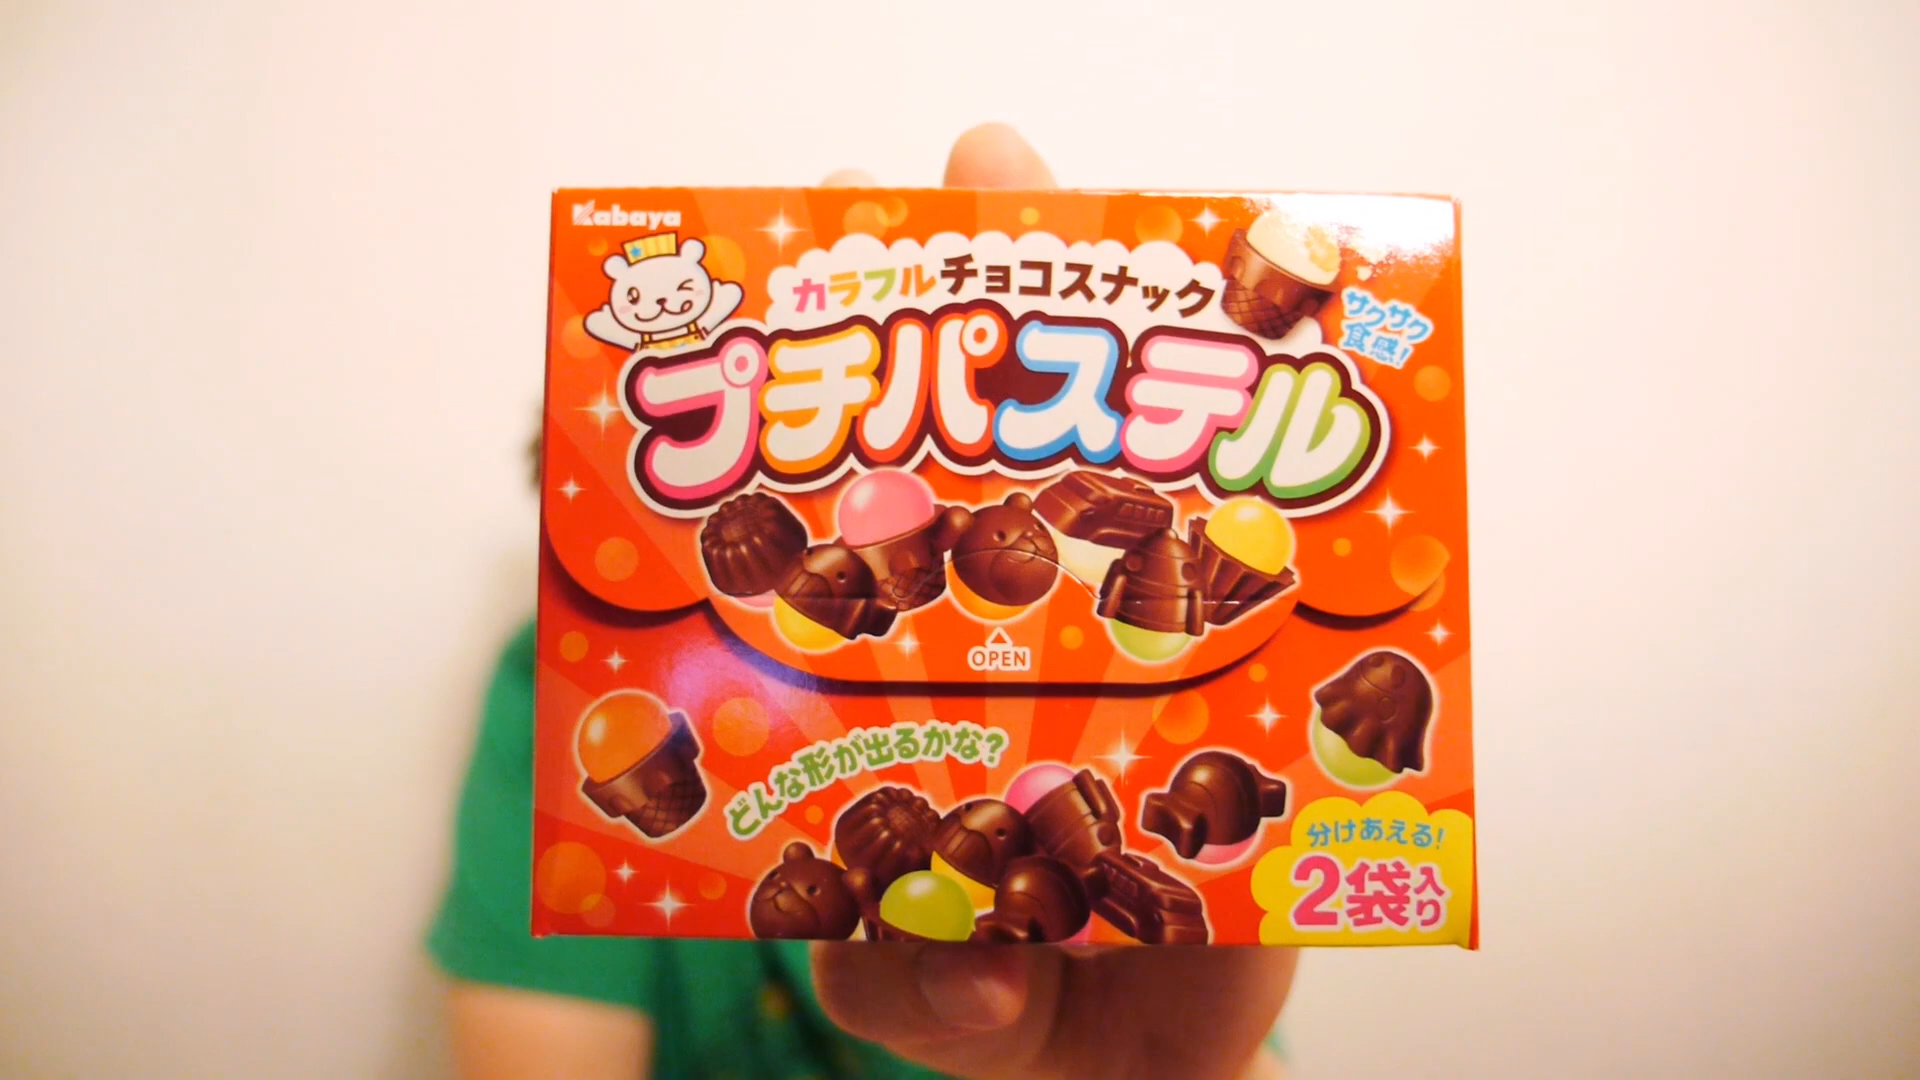 Kabaya
カラフルチョコスナック
プチパステル
サクサク
食感!
OPEN
どんな形が出るかな?
分けあえる!
2袋入り